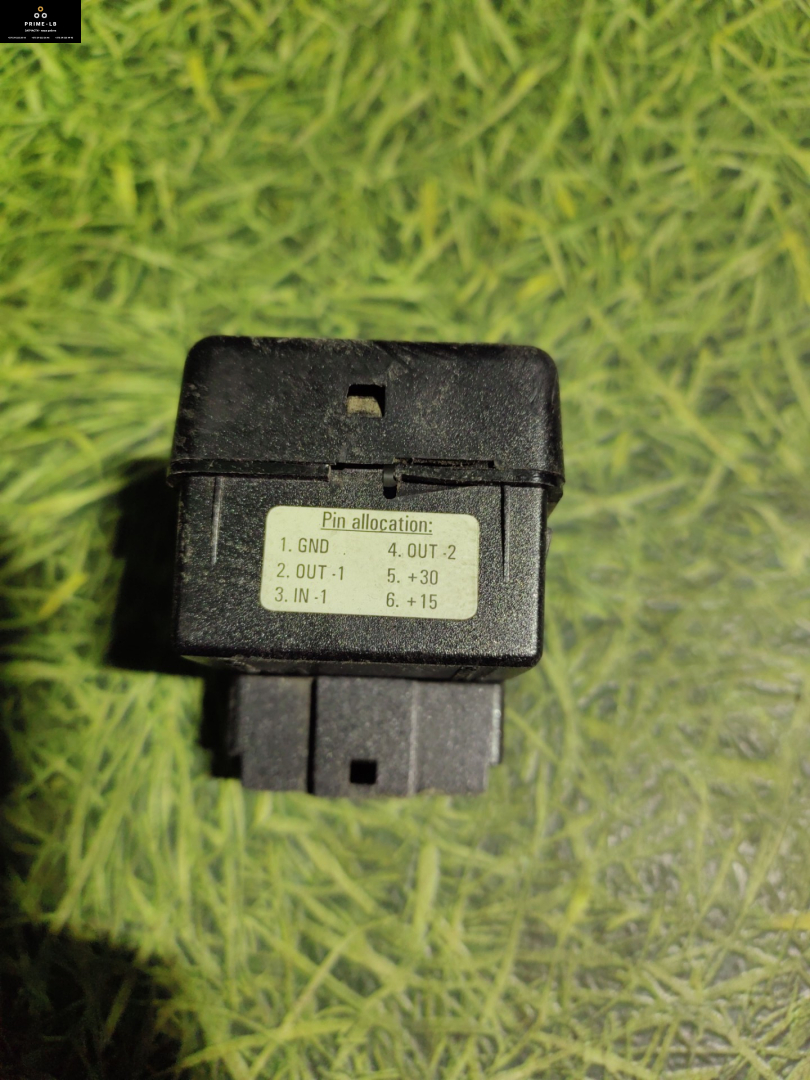 PRIME-LB
Pin allocation:
1. GND
2. OUT -1
3. IN -1
4. OUT -2
5. +30
6. +15